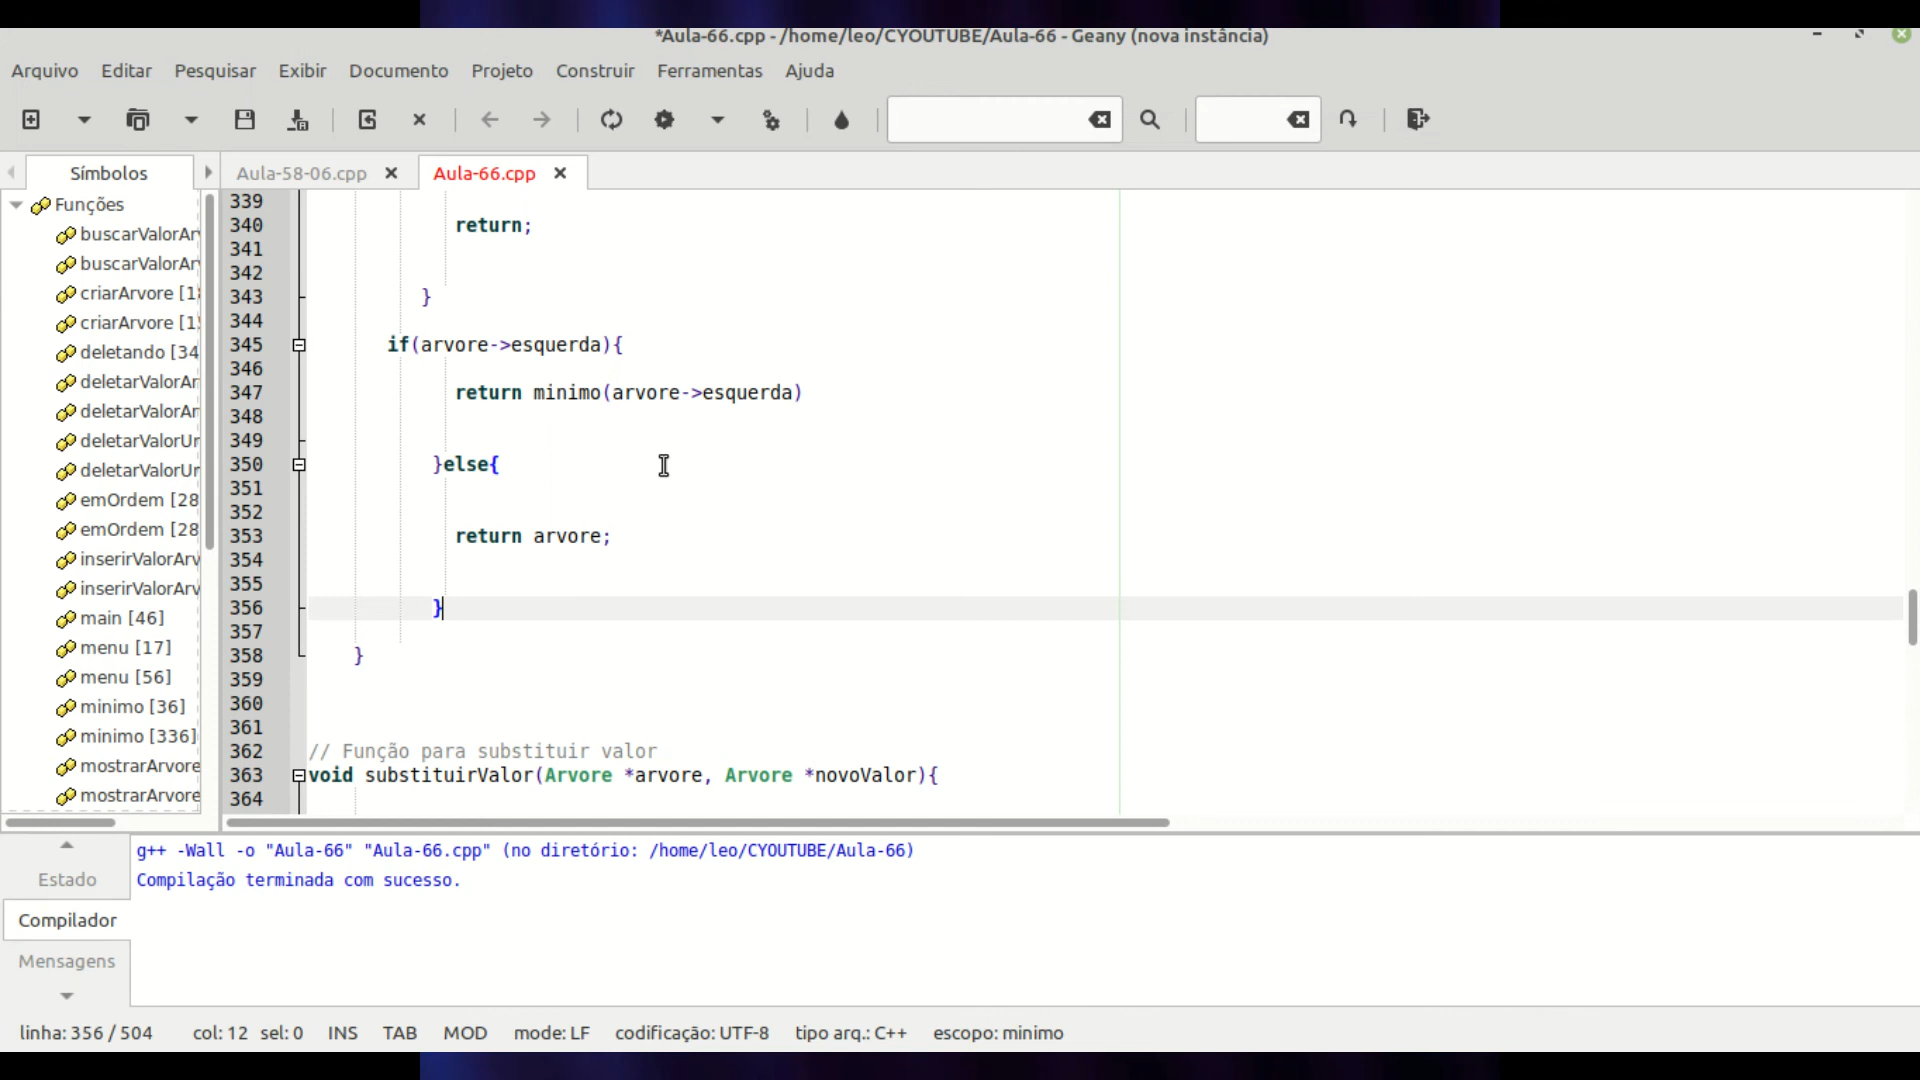 *Aula-66.cpp - /home/leo/CYOUTUBE/Aula-66 - Geany (nova instância)
Arquivo Editar Pesquisar Exibir Documento Projeto Construir Ferramentas Ajuda
Símbolos
Aula-58-06.cpp
Aula-66.cpp
Funções
buscarValorAr
buscarValorAr
criarArvore [1
criarArvore [1
deletando [34
deletarValorAr
deletarValorAr
deletarValorUr
deletarValorUr
emOrdem [28
emOrdem [28
inserirValorArv
inserirValorArv
main [46]
menu [17]
menu [56]
minimo [36]
minimo [336]
mostrarArvore
mostrarArvore
339
340 return;
341
342
343 }
344
345 if(arvore->esquerda){
346
347 return minimo(arvore->esquerda)
348
349
350 }else{
351
352
353 return arvore;
354
355
356 }
357
358 }
359
360
361
362 // Função para substituir valor
363 void substituirValor(Arvore *arvore, Arvore *novoValor){
364
Estado
Compilador
Mensagens
g++ -Wall -o "Aula-66" "Aula-66.cpp" (no diretório: /home/leo/CYOUTUBE/Aula-66)
Compilação terminada com sucesso.
linha: 356 / 504 col: 12 sel: 0 INS TAB MOD mode: LF codificação: UTF-8 tipo arq.: C++ escopo: minimo